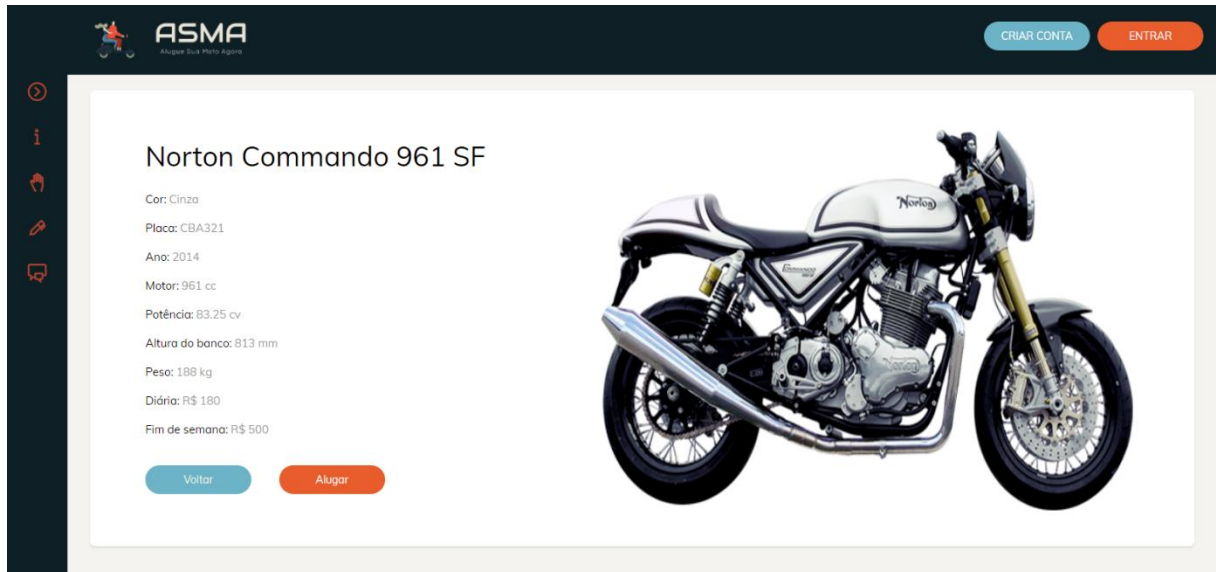 ASMA
Alugue Sua Moto Agora
CRIAR CONTA
ENTRAR
Norton Commando 961 SF
Cor: Cinza
Placa: CBA321
Ano: 2014
Motor: 961 cc
Potência: 83.25 cv
Altura do banco: 813 mm
Peso: 188 kg
Diária: R$ 180
Fim de semana: R$ 500
Voltar
Alugar
Norton
Commando
Norton